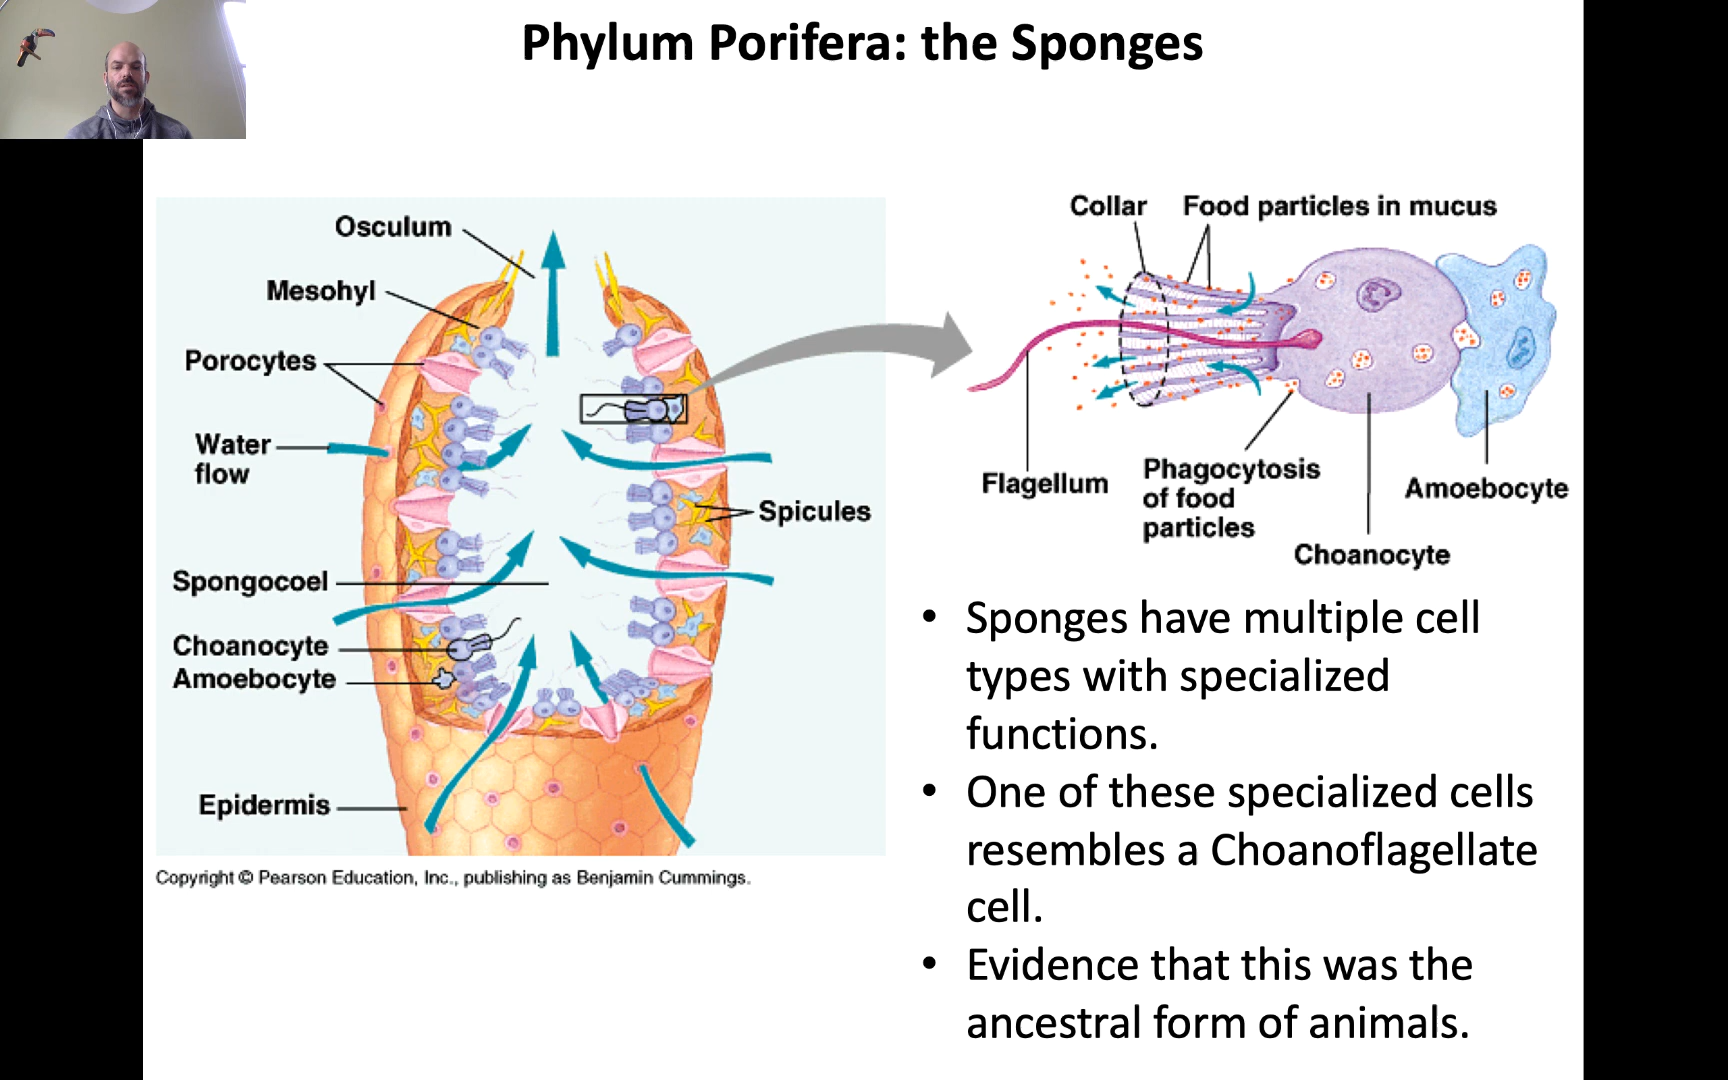 Phylum Porifera: the Sponges
Osculum
Mesohyl
Porocytes
Water
flow
Spongocoel
Choanocyte
Amoebocyte
Epidermis
Spicules
Copyright © Pearson Education, Inc., publishing as Benjamin Cummings.
Collar
Food particles in mucus
Flagellum
Phagocytosis
of food
particles
Choanocyte
Amoebocyte
• Sponges have multiple cell
types with specialized
functions.
• One of these specialized cells
resembles a Choanoflagellate
cell.
• Evidence that this was the
ancestral form of animals.